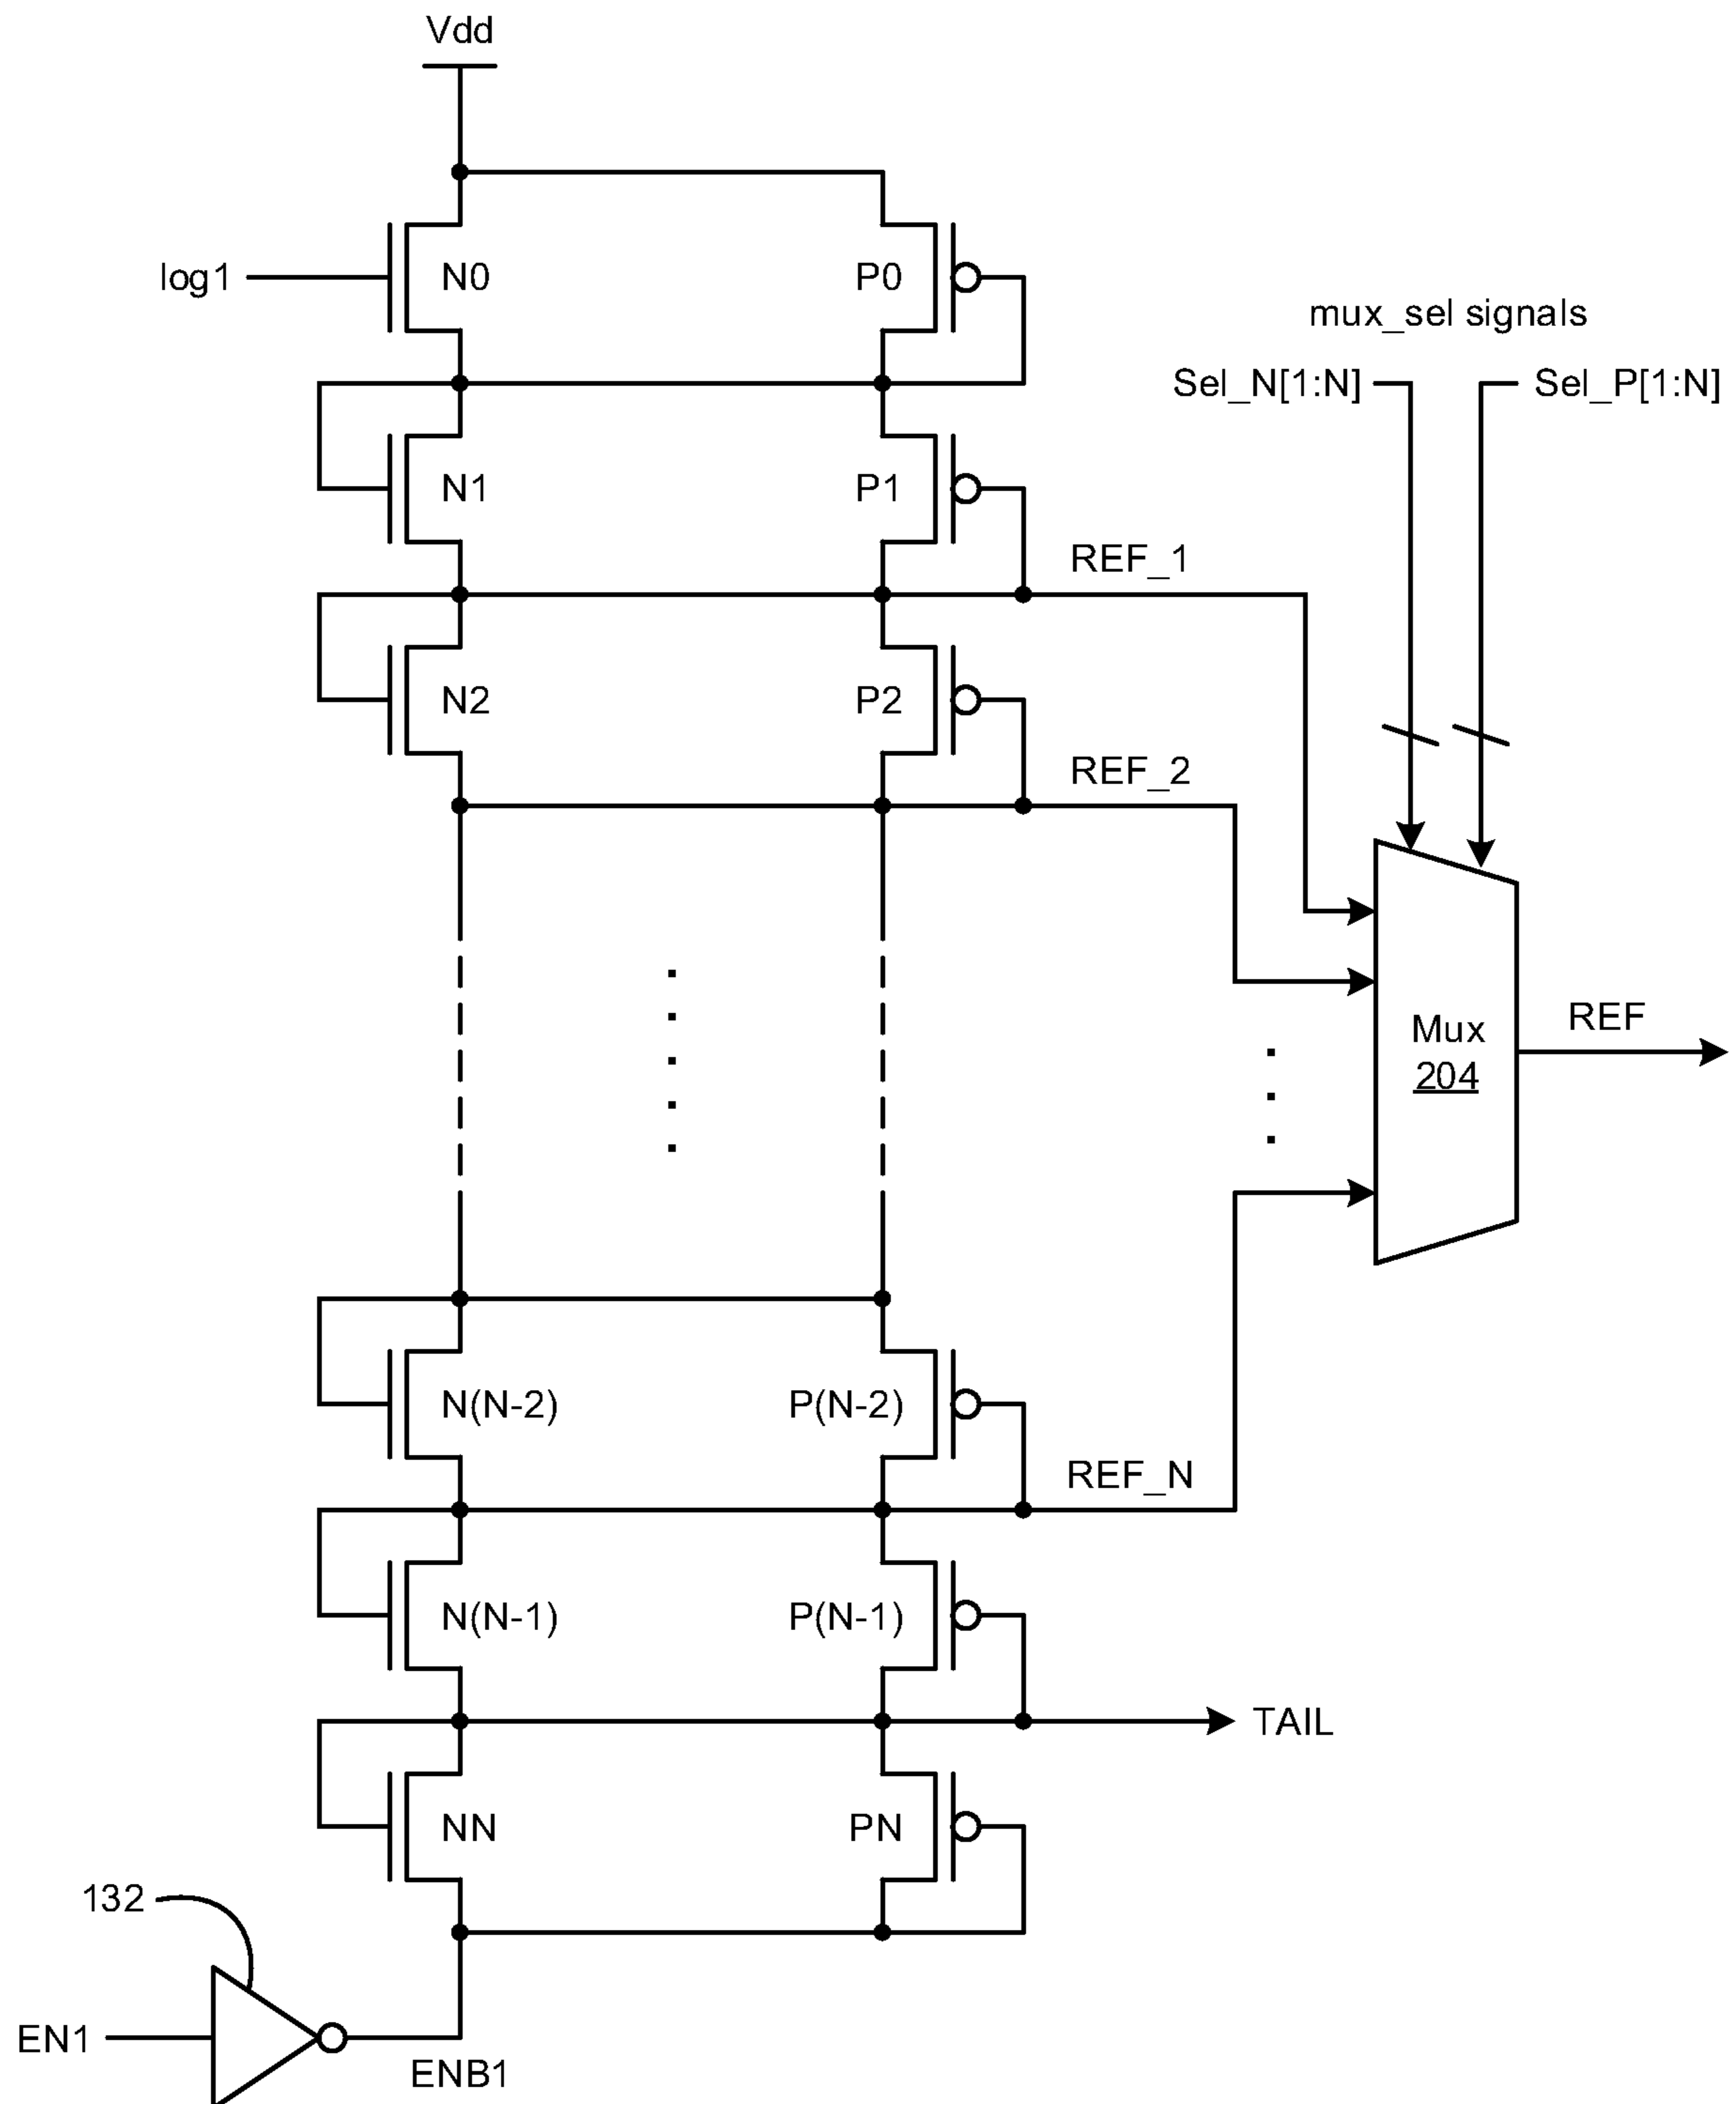 Vdd
log1
N0
P0
mux_sel signals
Sel_N[1:N]
Sel_P[1:N]
N1
P1
REF_1
N2
P2
REF_2
Mux
204
REF
N(N-2)
P(N-2)
REF_N
N(N-1)
P(N-1)
TAIL
NN
PN
132
EN1
ENB1